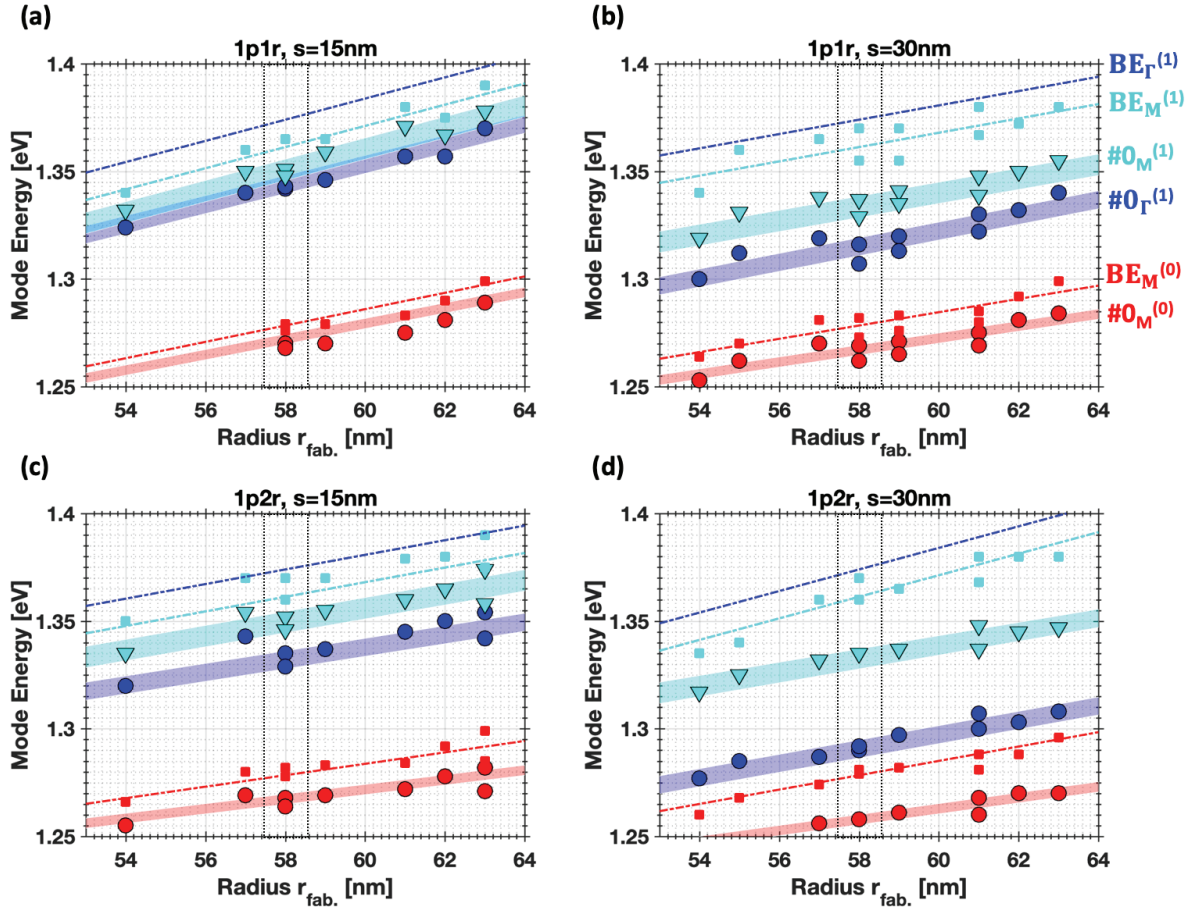 (a)
1p1r, s=15nm
1.4
1.35
1.3
1.25
Mode Energy [eV]
54 56 58 60 62 64
Radius r_fab. [nm]
(b)
1p1r, s=30nm
1.4
1.35
1.3
1.25
Mode Energy [eV]
54 56 58 60 62 64
Radius r_fab. [nm]
BE_Γ^(1)
BE_M^(1)
#0_M^(1)
#0_Γ^(1)
BE_M^(0)
#0_M^(0)
(c)
1p2r, s=15nm
1.4
1.35
1.3
1.25
Mode Energy [eV]
54 56 58 60 62 64
Radius r_fab. [nm]
(d)
1p2r, s=30nm
1.4
1.35
1.3
1.25
Mode Energy [eV]
54 56 58 60 62 64
Radius r_fab. [nm]